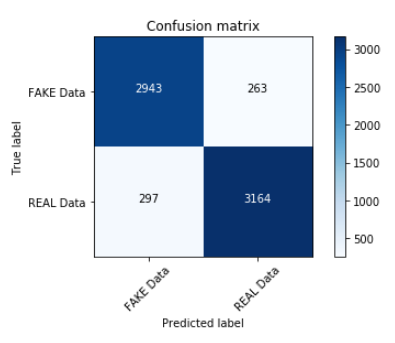 Confusion matrix
FAKE Data
2943
263
REAL Data
297
3164
True label
FAKE Data
REAL Data
Predicted label
3000
2500
2000
1500
1000
500